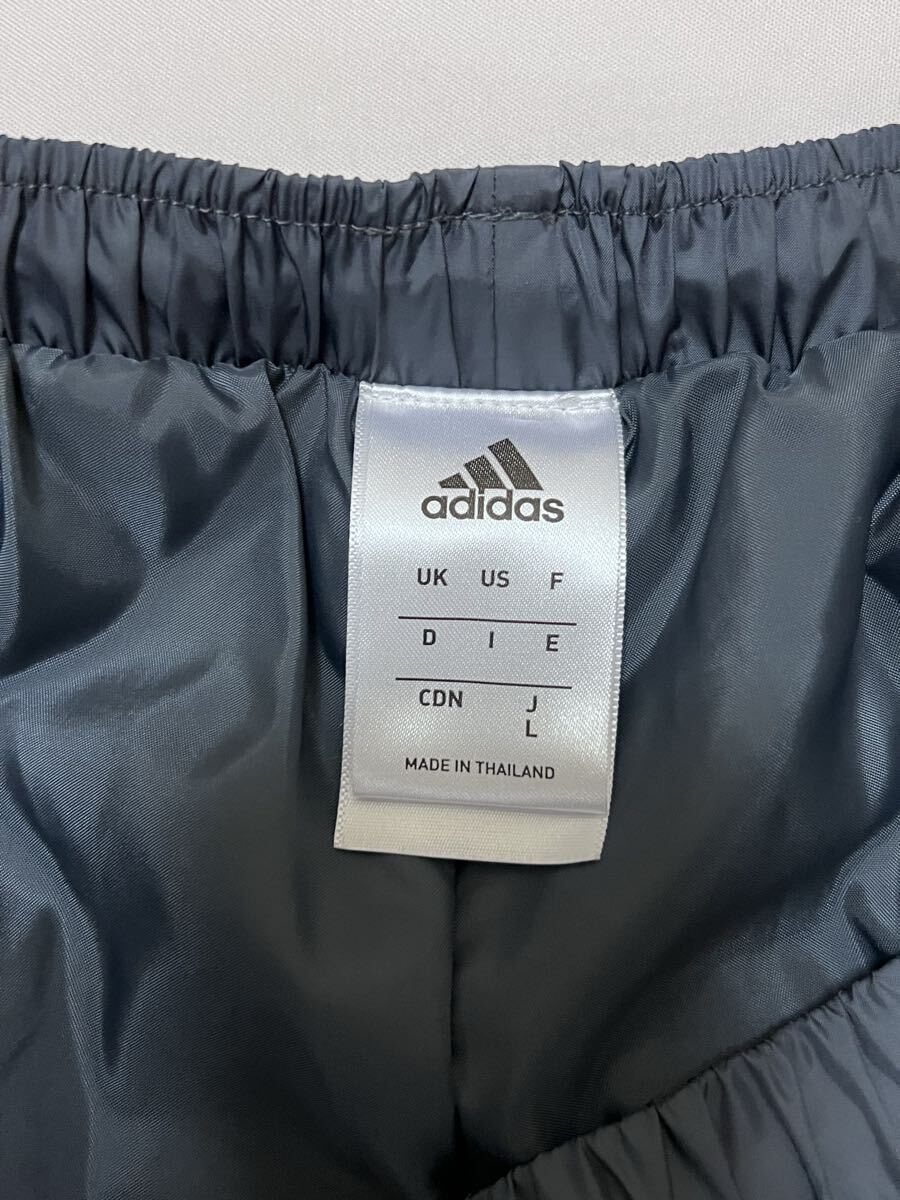 adidas
UK US F
D I E
CDN J
L
MADE IN THAILAND